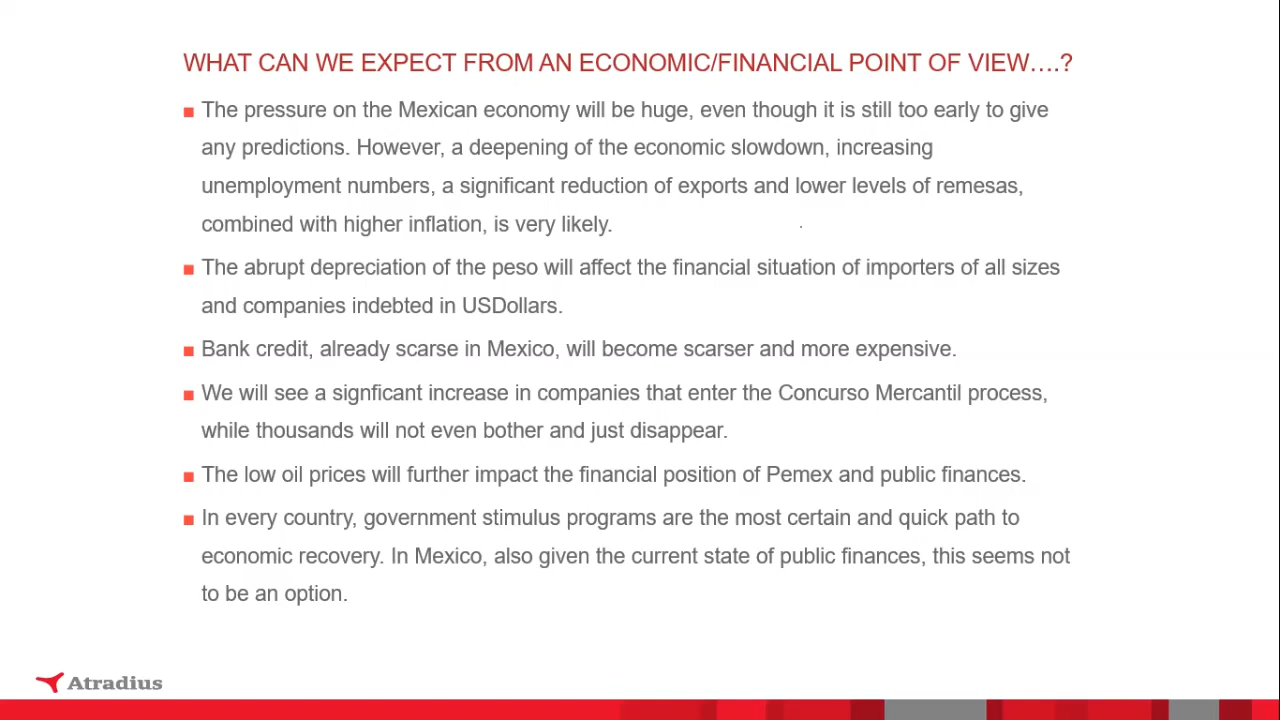 WHAT CAN WE EXPECT FROM AN ECONOMIC/FINANCIAL POINT OF VIEW….?
■ The pressure on the Mexican economy will be huge, even though it is still too early to give
any predictions. However, a deepening of the economic slowdown, increasing
unemployment numbers, a significant reduction of exports and lower levels of remesas,
combined with higher inflation, is very likely.
■ The abrupt depreciation of the peso will affect the financial situation of importers of all sizes
and companies indebted in USDollars.
■ Bank credit, already scarse in Mexico, will become scarser and more expensive.
■ We will see a signficant increase in companies that enter the Concurso Mercantil process,
while thousands will not even bother and just disappear.
■ The low oil prices will further impact the financial position of Pemex and public finances.
■ In every country, government stimulus programs are the most certain and quick path to
economic recovery. In Mexico, also given the current state of public finances, this seems not
to be an option.
Atradius